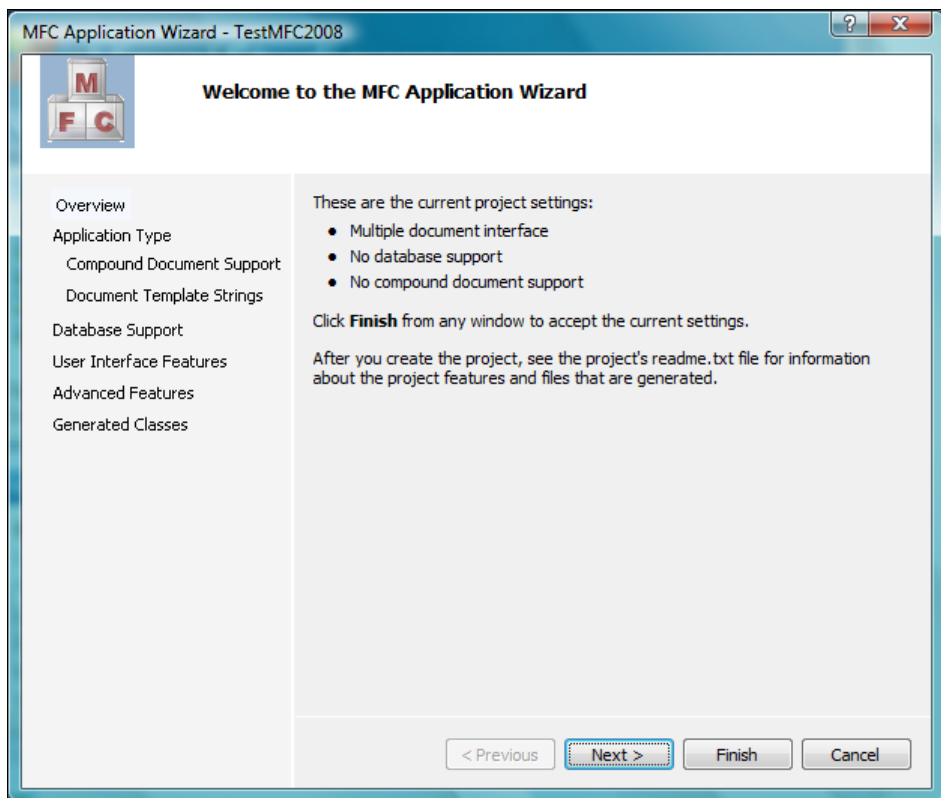 MFC Application Wizard - TestMFC2008
?
X
M
F C
Welcome to the MFC Application Wizard
Overview
Application Type
Compound Document Support
Document Template Strings
Database Support
User Interface Features
Advanced Features
Generated Classes
These are the current project settings:
• Multiple document interface
• No database support
• No compound document support
Click Finish from any window to accept the current settings.
After you create the project, see the project's readme.txt file for information
about the project features and files that are generated.
< Previous
Next >
Finish
Cancel